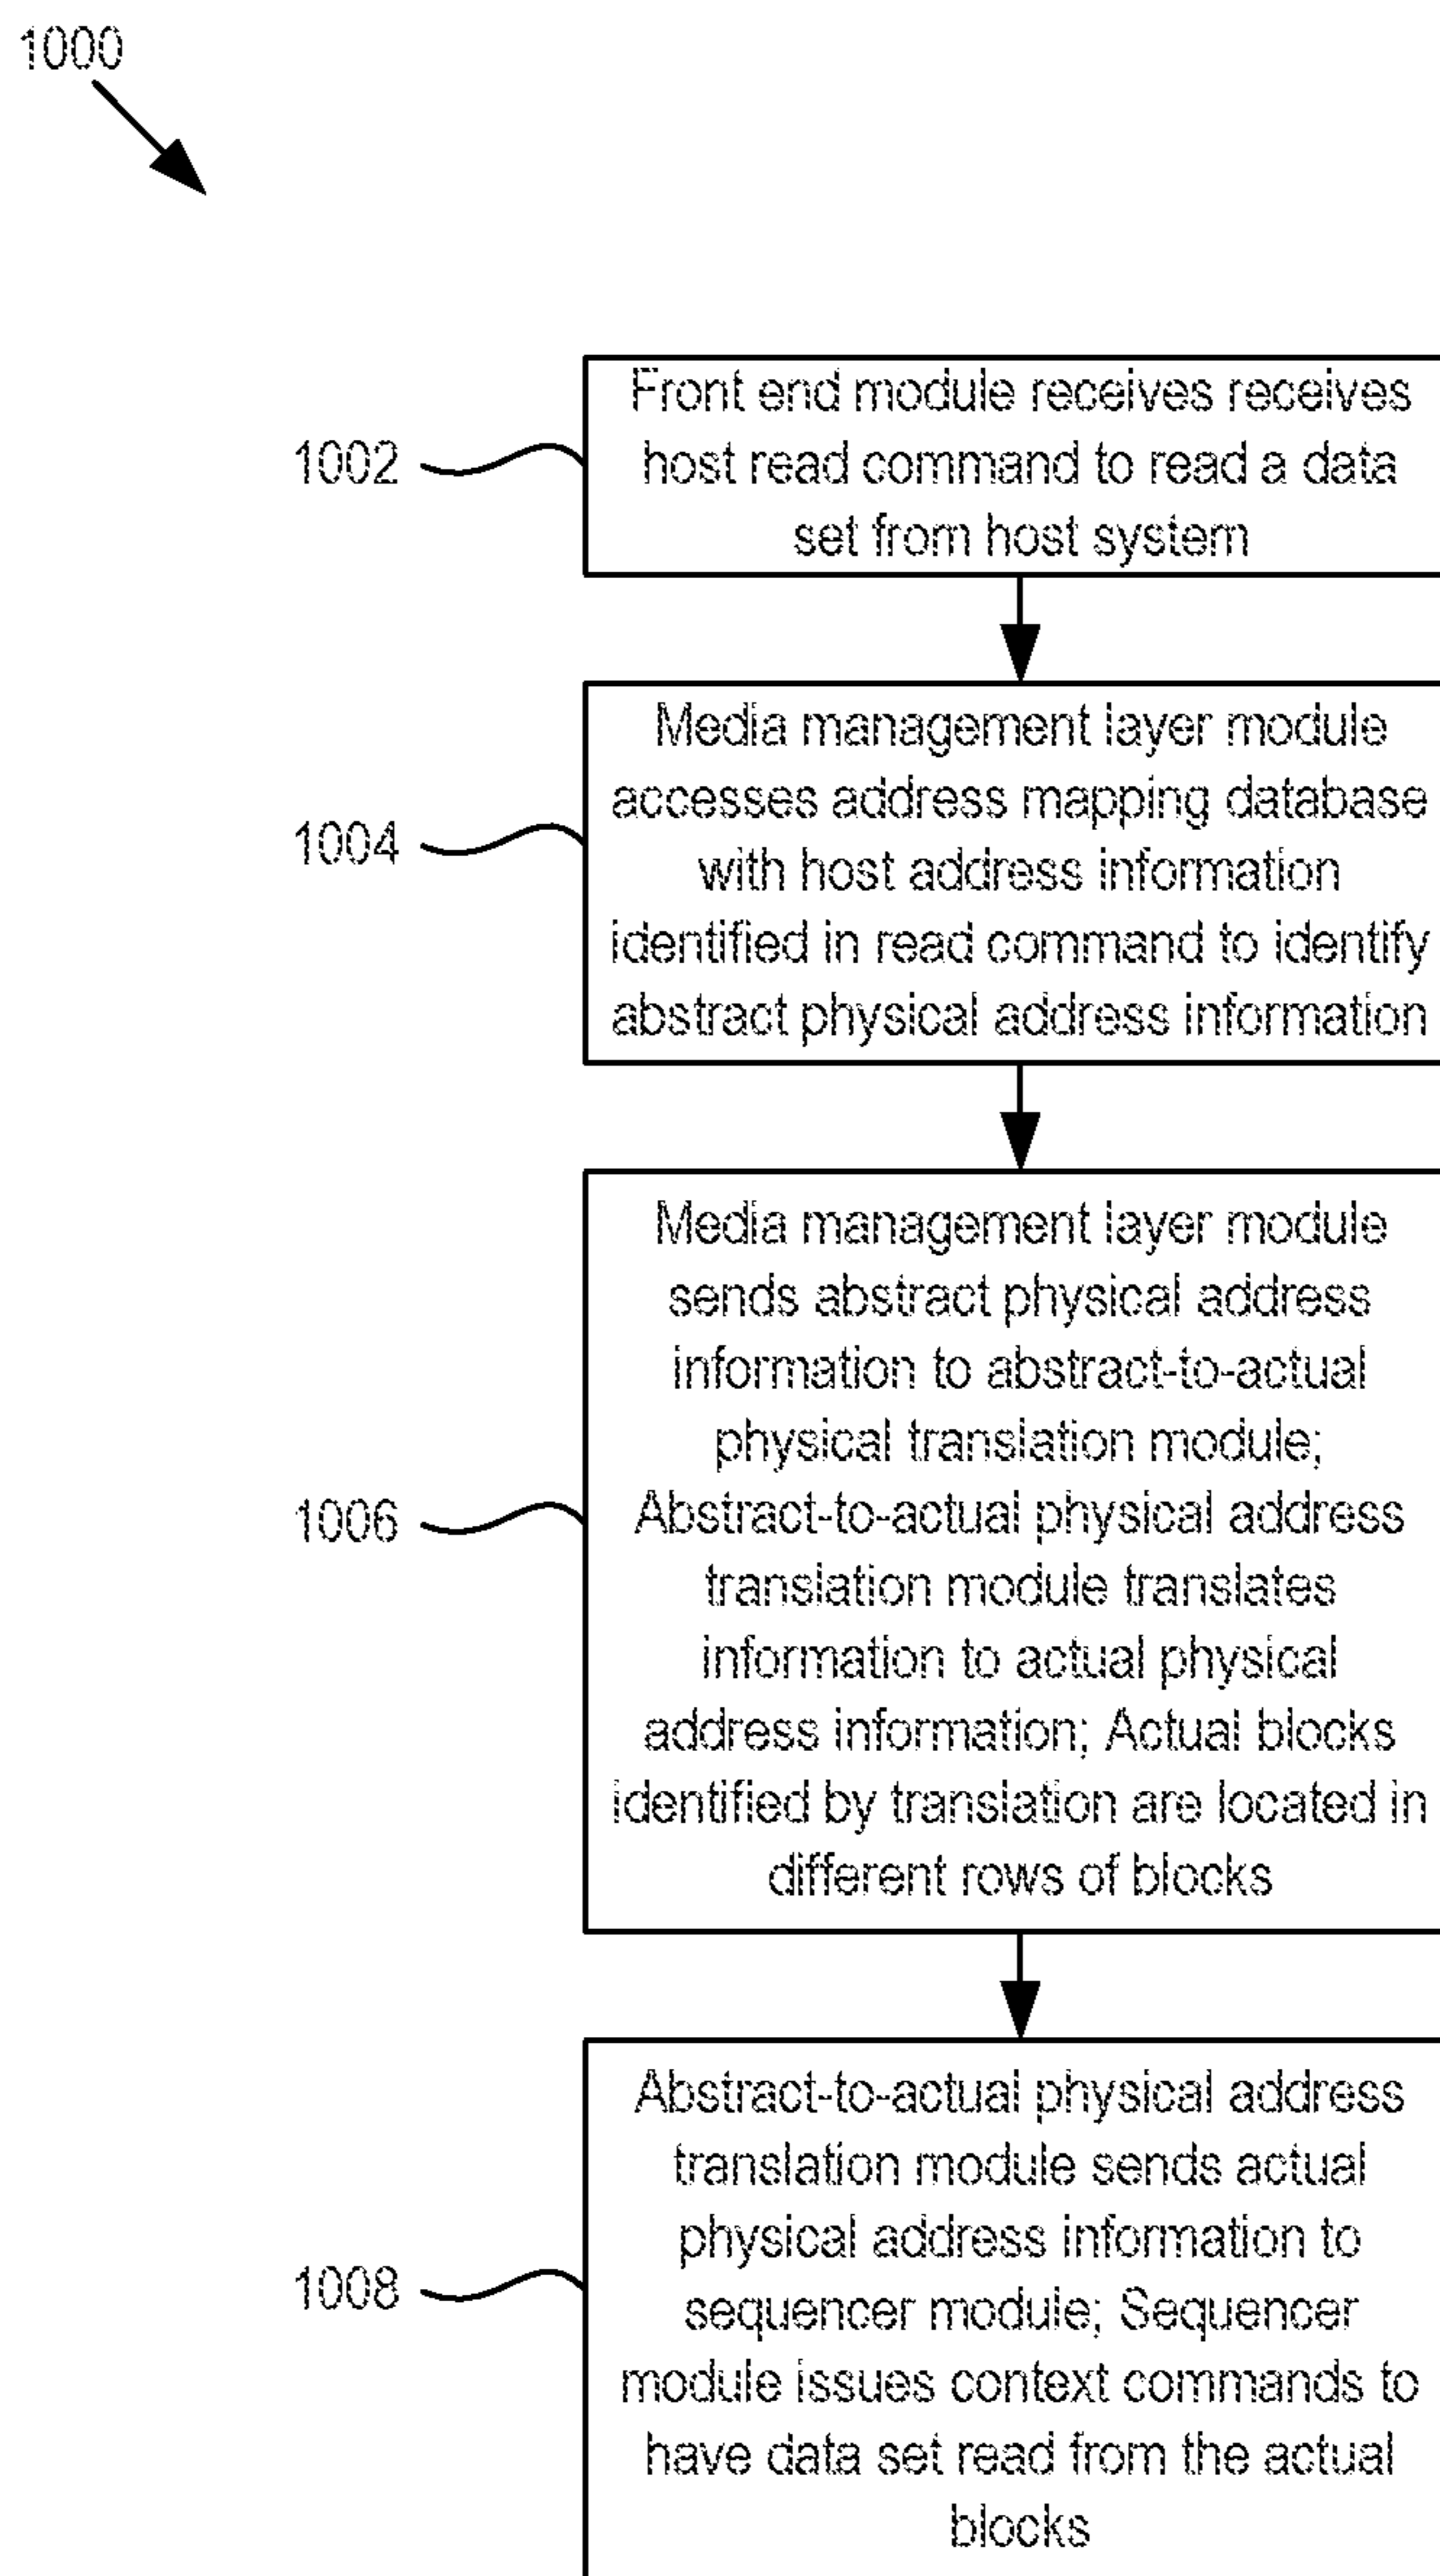 1000
Front end module receives receives
host read command to read a data
set from host system
1002
Media management layer module
accesses address mapping database
with host address information
identified in read command to identify
abstract physical address information
1004
Media management layer module
sends abstract physical address
information to abstract-to-actual
physical translation module;
Abstract-to-actual physical address
translation module translates
information to actual physical
address information; Actual blocks
identified by translation are located in
different rows of blocks
1006
Abstract-to-actual physical address
translation module sends actual
physical address information to
sequencer module; Sequencer
module issues context commands to
have data set read from the actual
blocks
1008